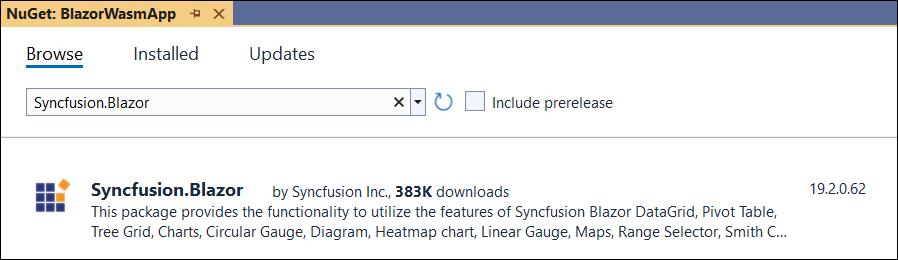 NuGet: BlazorWasmApp
Browse Installed Updates
Syncfusion.Blazor
Include prerelease
Syncfusion.Blazor by Syncfusion Inc., 383K downloads 19.2.0.62
This package provides the functionality to utilize the features of Syncfusion Blazor DataGrid, Pivot Table,
Tree Grid, Charts, Circular Gauge, Diagram, Heatmap chart, Linear Gauge, Maps, Range Selector, Smith C...